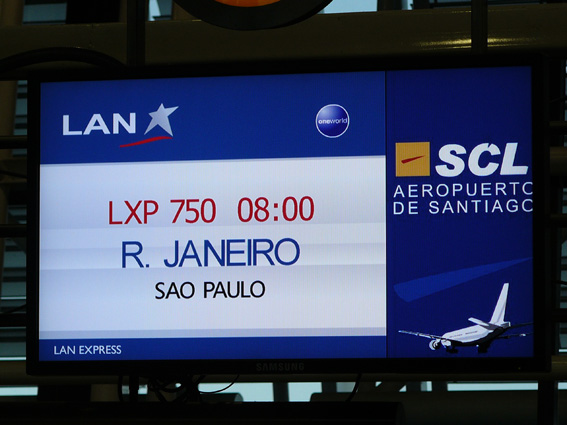 LAN
oneworld
LXP 750 08:00
R. JANEIRO
SAO PAULO
LAN EXPRESS
SCL
AEROPUERTO
DE SANTIAGO
SAMSUNG